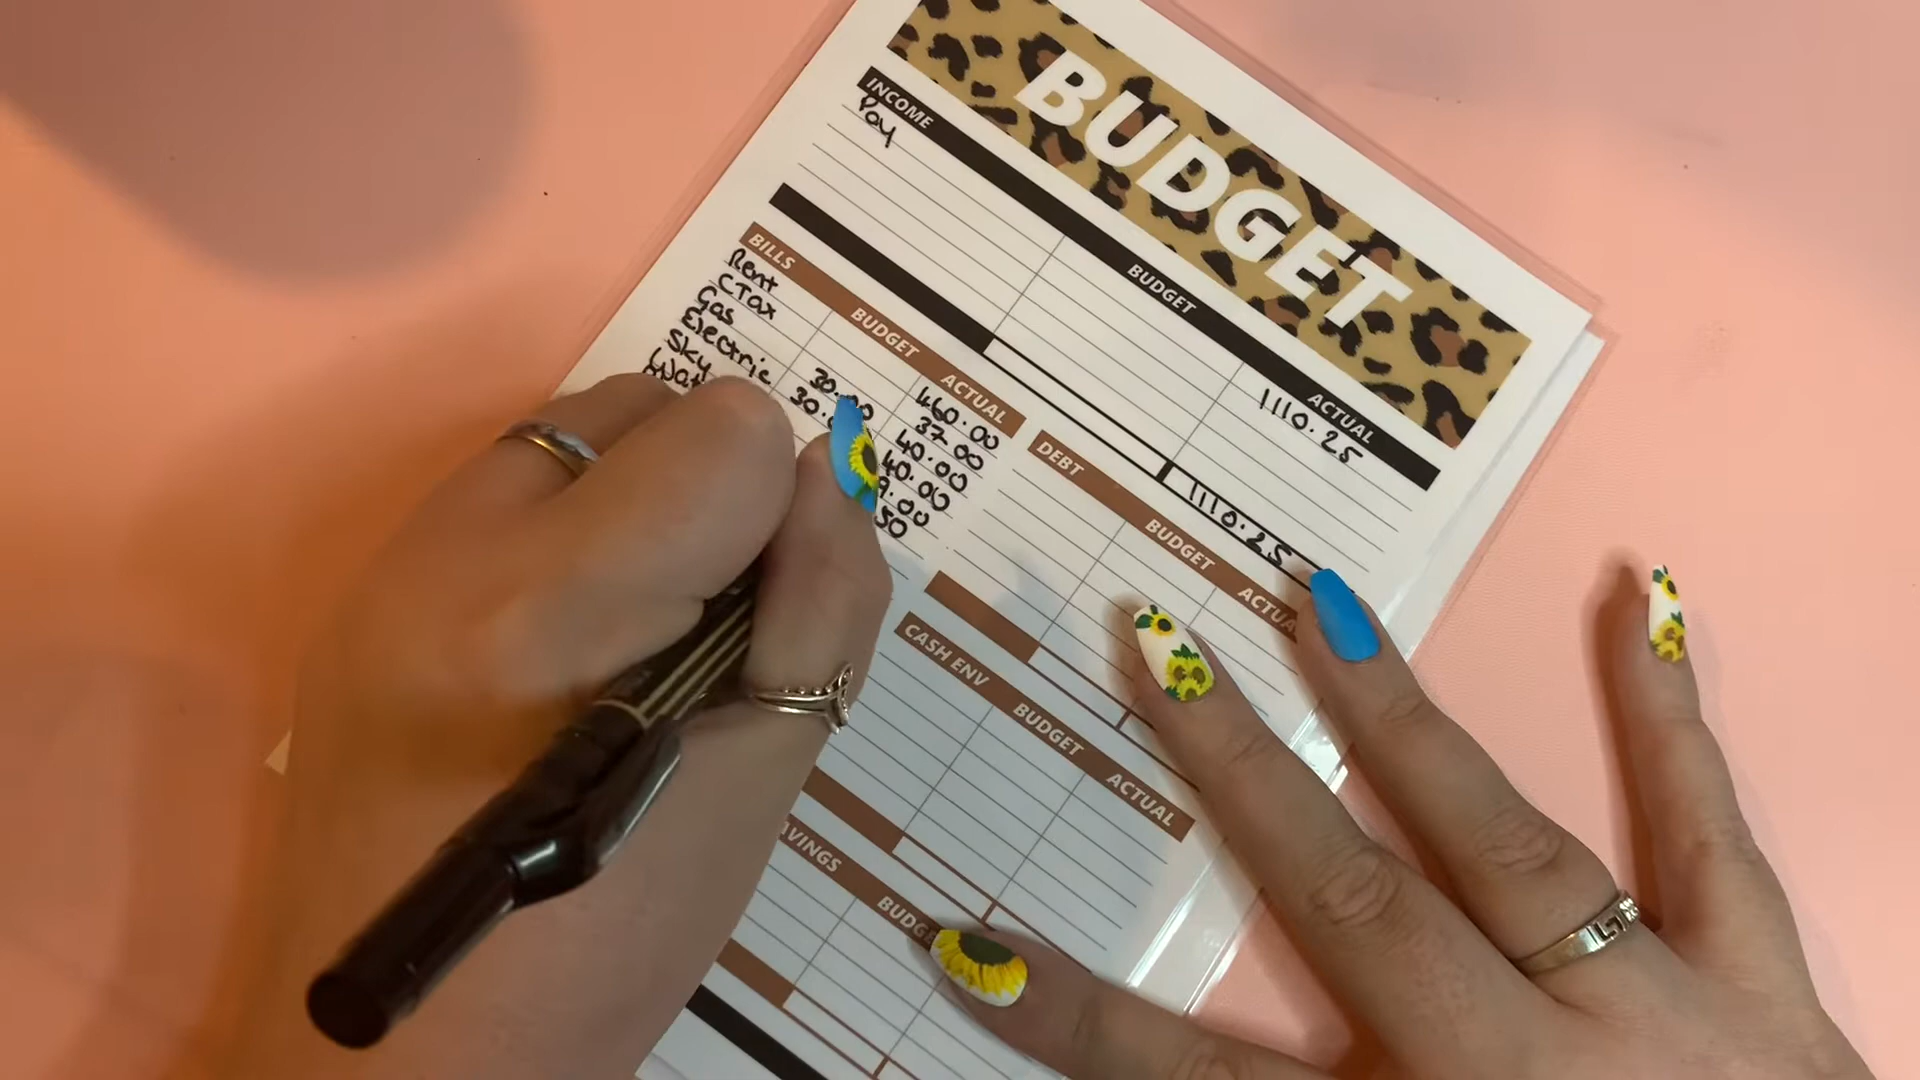 BUDGET
INCOME BUDGET ACTUAL
Pay 1110.25
1110.25
BILLS BUDGET ACTUAL
Rent 460.00
CTax 37.00
Gas 30.00 40.00
Electric 40.00
Sky
DEBT BUDGET
CASH ENV BUDGET ACTUAL